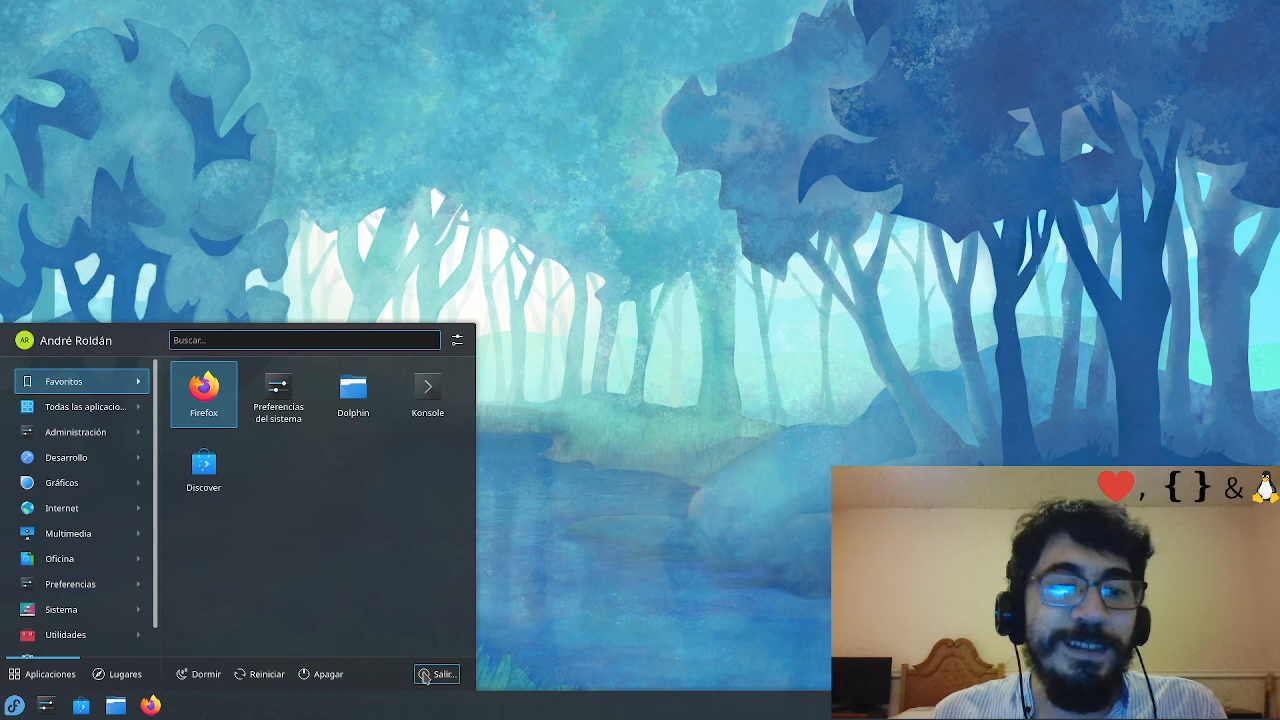 AR André Roldán
Buscar...
Favoritos
Todas las aplicacio...
Administración
Desarrollo
Gráficos
Internet
Multimedia
Oficina
Preferencias
Sistema
Utilidades
Firefox
Preferencias
del sistema
Dolphin
Konsole
Discover
Aplicaciones
Lugares
Dormir
Reiniciar
Apagar
Salir...
, { } &